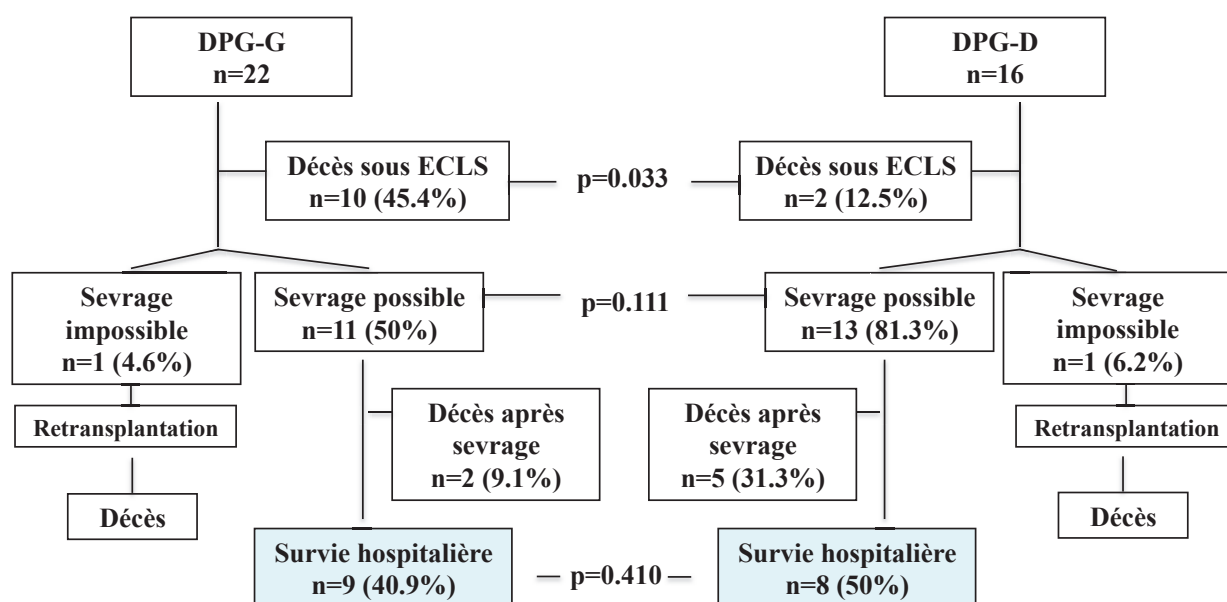 DPG-G
n=22
DPG-D
n=16
Décès sous ECLS
n=10 (45.4%)
p=0.033
Décès sous ECLS
n=2 (12.5%)
Sevrage
impossible
n=1 (4.6%)
Sevrage possible
n=11 (50%)
p=0.111
Sevrage possible
n=13 (81.3%)
Sevrage
impossible
n=1 (6.2%)
Retransplantation
Décès après
sevrage
n=2 (9.1%)
Décès après
sevrage
n=5 (31.3%)
Retransplantation
Décès
Décès
Survie hospitalière
n=9 (40.9%)
p=0.410
Survie hospitalière
n=8 (50%)